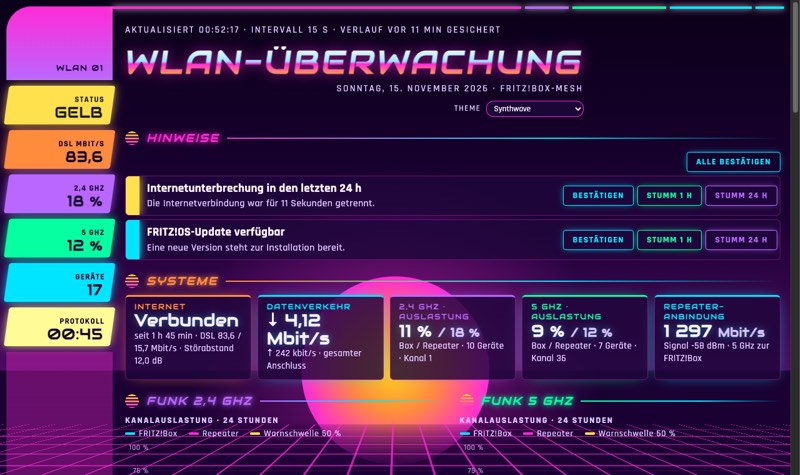 AKTUALISIERT 00:52:17 · INTERVALL 15 S · VERLAUF VOR 11 MIN GESICHERT
WLAN-ÜBERWACHUNG
SONNTAG, 15. NOVEMBER 2026 · FRITZ!BOX-MESH
THEME Synthwave
WLAN 01
STATUS
GELB
DSL MBIT/S
83,6
2,4 GHZ
18 %
5 GHZ
12 %
GERÄTE
17
PROTOKOLL
00:45
HINWEISE
ALLE BESTÄTIGEN
Internetunterbrechung in den letzten 24 h
Die Internetverbindung war für 11 Sekunden getrennt.
BESTÄTIGEN STUMM 1 H STUMM 24 H
FRITZ!OS-Update verfügbar
Eine neue Version steht zur Installation bereit.
BESTÄTIGEN STUMM 1 H STUMM 24 H
SYSTEME
INTERNET
Verbunden
seit 1 h 45 min · DSL 83,6 /
15,7 Mbit/s · Störabstand
12,0 dB
DATENVERKEHR
↓ 4,12
Mbit/s
↑ 242 kbit/s · gesamter
Anschluss
2,4 GHZ ·
AUSLASTUNG
11 % / 18 %
Box / Repeater · 10 Geräte
· Kanal 1
5 GHZ ·
AUSLASTUNG
9 % / 12 %
Box / Repeater · 7 Geräte ·
Kanal 36
REPEATER-
ANBINDUNG
1 297 Mbit/s
Signal -58 dBm · 5 GHz zur
FRITZ!Box
FUNK 2,4 GHZ
KANALAUSLASTUNG · 24 STUNDEN
FRITZ!Box Repeater Warnschwelle 50 %
100 %
75 %
FUNK 5 GHZ
KANALAUSLASTUNG · 24 STUNDEN
FRITZ!Box Repeater Warnschwelle 50 %
100 %
75 %